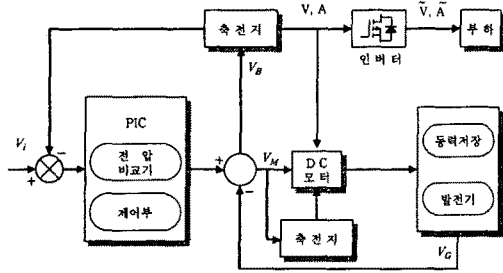 V, A
Ṽ, Ã
축전지
인버터
부하
V_B
V_i
PIC
전 압
비교기
제어부
V_M
DC
모터
축전지
동력저장
발전기
V_G
+
−
+
−